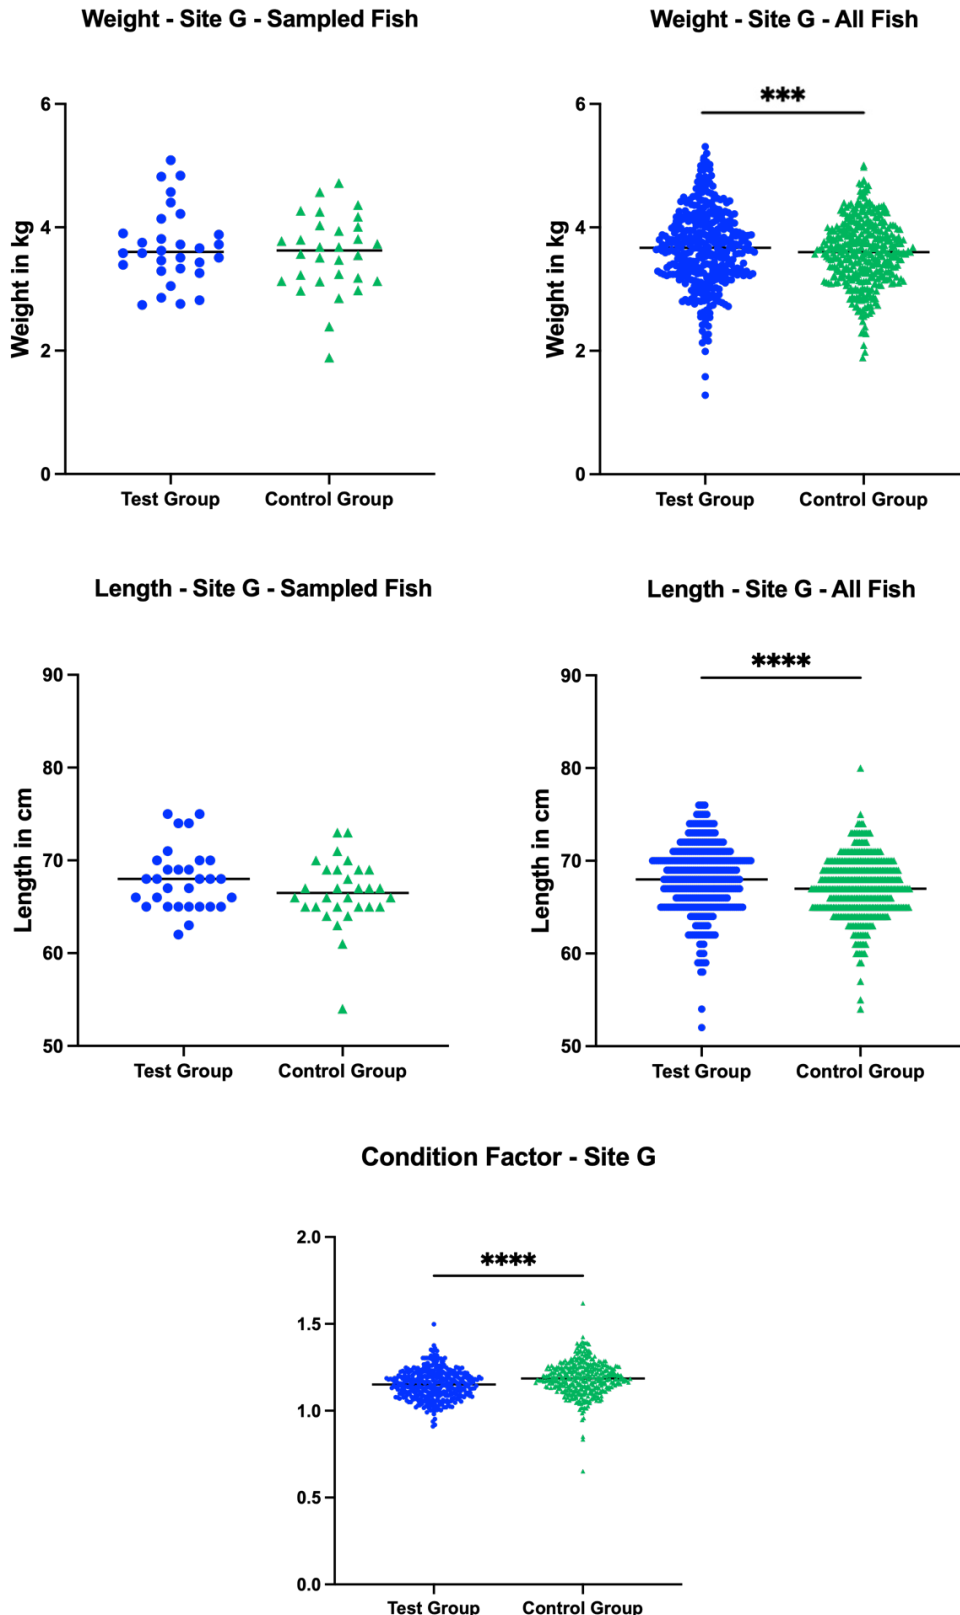 Weight - Site G - Sampled Fish
Weight - Site G - All Fish
***
6
4
2
0
Weight in kg
Test Group
Control Group
6
4
2
0
Weight in kg
Test Group
Control Group
Length - Site G - Sampled Fish
Length - Site G - All Fish
****
90
80
70
60
50
Length in cm
Test Group
Control Group
90
80
70
60
50
Length in cm
Test Group
Control Group
Condition Factor - Site G
****
2.0
1.5
1.0
0.5
0.0
Test Group
Control Group